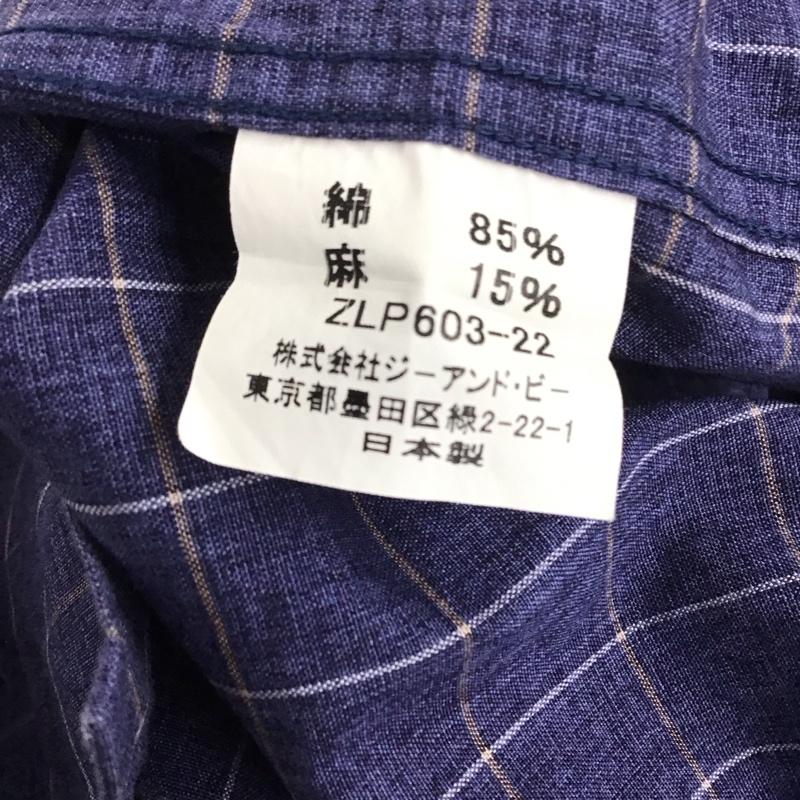 綿 85%
麻 15%
ZLP603-22
株式会社ジーアンド・ビー
東京都墨田区緑2-22-1
日本製